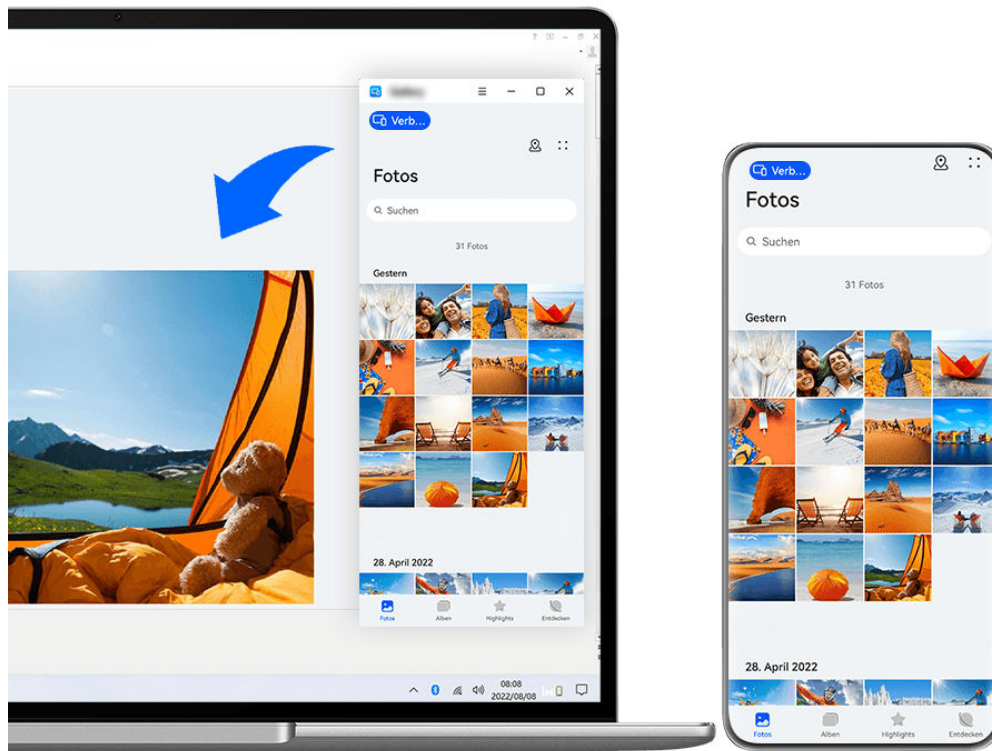 Verb...
Fotos
Suchen
31 Fotos
Gestern
28. April 2022
Fotos
Alben
Highlights
Entdecken
08:08
2022/08/08
Verb...
Fotos
Suchen
31 Fotos
Gestern
28. April 2022
Fotos
Alben
Highlights
Entdecken